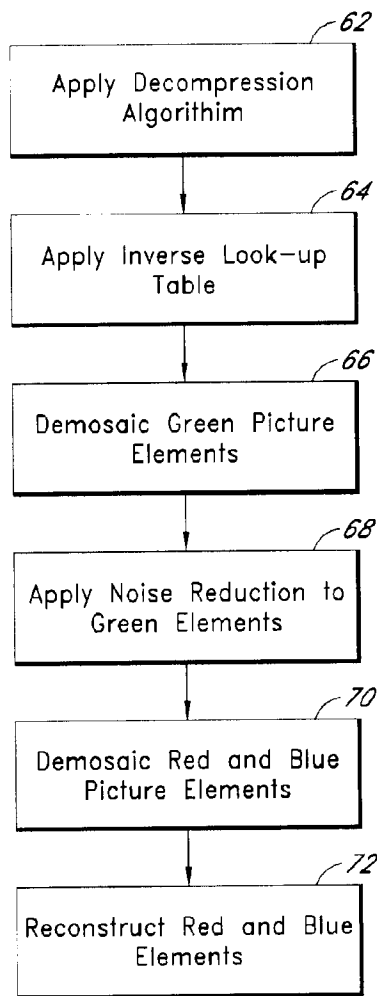 62
Apply Decompression
Algorithim
64
Apply Inverse Look-up
Table
66
Demosaic Green Picture
Elements
68
Apply Noise Reduction to
Green Elements
70
Demosaic Red and Blue
Picture Elements
72
Reconstruct Red and Blue
Elements